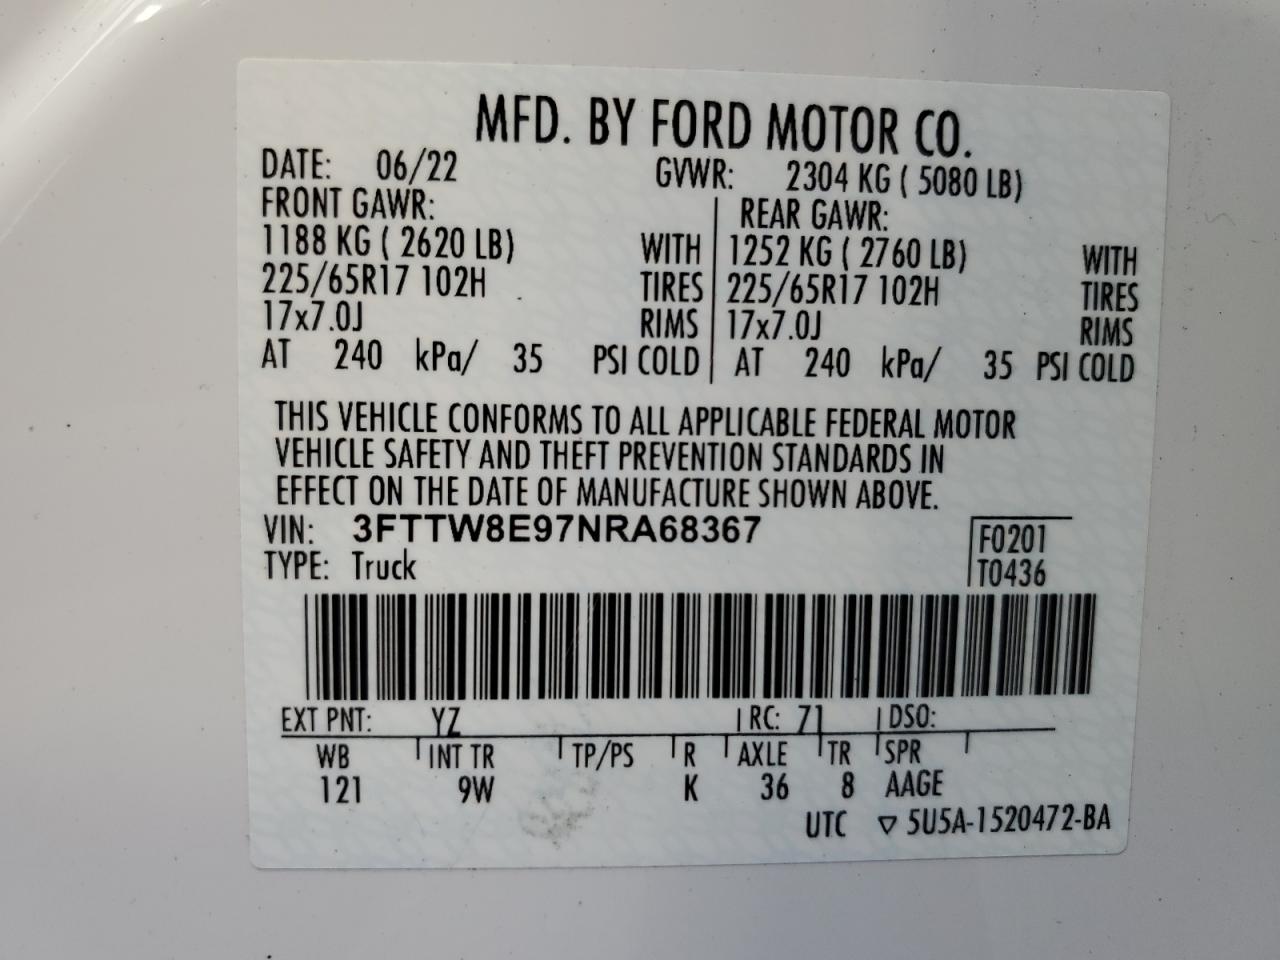 MFD. BY FORD MOTOR CO.
DATE: 06/22 GVWR: 2304 KG ( 5080 LB)
FRONT GAWR: REAR GAWR:
1188 KG ( 2620 LB) WITH 1252 KG ( 2760 LB) WITH
225/65R17 102H TIRES 225/65R17 102H TIRES
17x7.0J RIMS 17x7.0J RIMS
AT 240 kPa/ 35 PSI COLD AT 240 kPa/ 35 PSI COLD
THIS VEHICLE CONFORMS TO ALL APPLICABLE FEDERAL MOTOR
VEHICLE SAFETY AND THEFT PREVENTION STANDARDS IN
EFFECT ON THE DATE OF MANUFACTURE SHOWN ABOVE.
VIN: 3FTTW8E97NRA68367 F0201
TYPE: Truck T0436
EXT PNT: YZ RC: 71 DSO:
WB INT TR TP/PS R AXLE TR SPR
121 9W K 36 8 AAGE
UTC ▽ 5U5A-1520472-BA